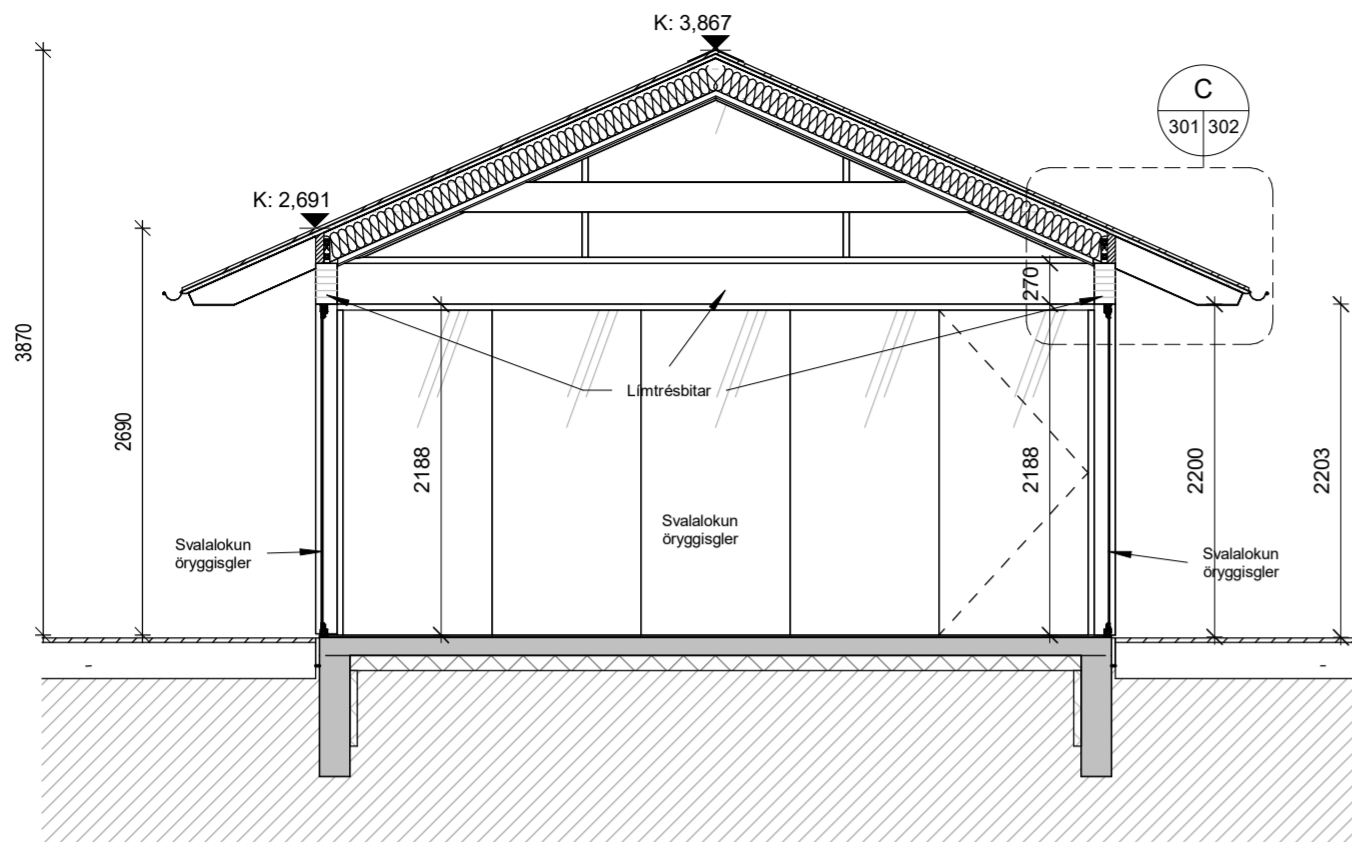 K: 3,867
C
301 302
K: 2,691
3870
2690
270
Límtrésbitar
2188
2188
2200
2203
Svalalokun
öryggisgler
Svalalokun
öryggisgler
Svalalokun
öryggisgler